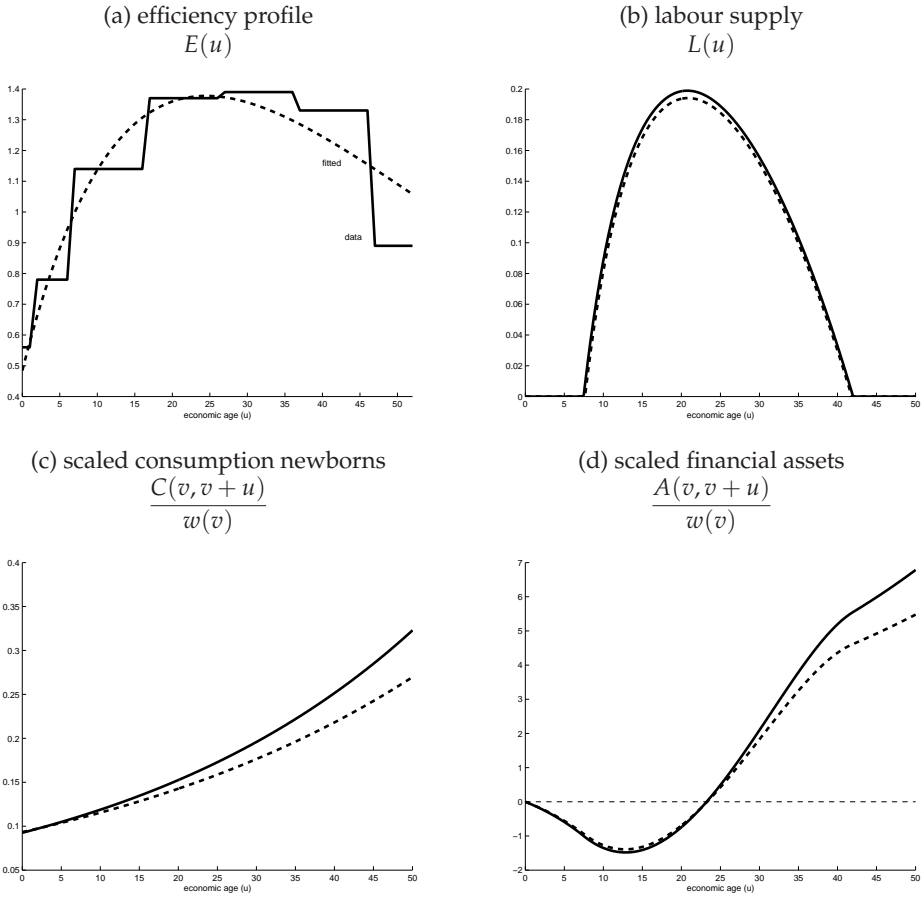 (a) efficiency profile
E(u)
1.4
1.3
1.2
1.1
1
0.9
0.8
0.7
0.6
0.5
0.4
fitted
data
0 5 10 15 20 25 30 35 40 45 50
economic age (u)
(b) labour supply
L(u)
0.2
0.18
0.16
0.14
0.12
0.1
0.08
0.06
0.04
0.02
0
0 5 10 15 20 25 30 35 40 45 50
economic age (u)
(c) scaled consumption newborns
C(v, v + u)
w(v)
0.4
0.35
0.3
0.25
0.2
0.15
0.1
0.05
0 5 10 15 20 25 30 35 40 45 50
economic age (u)
(d) scaled financial assets
A(v, v + u)
w(v)
7
6
5
4
3
2
1
0
−1
−2
0 5 10 15 20 25 30 35 40 45 50
economic age (u)